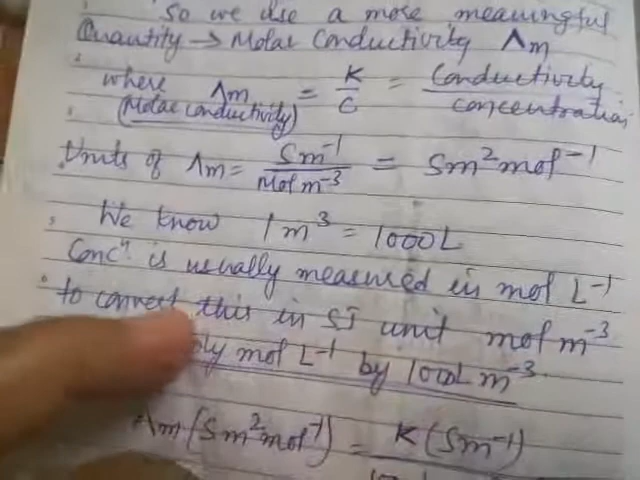 So we use a more meaningful
Quantity → Molar Conductivity Λm
where Λm = K/C = Conductivity/concentration
(Molar conductivity)
Units of Λm = Sm⁻¹/Mol m⁻³ = Sm²mol⁻¹
We know 1m³ = 1000L
Concⁿ is usually measured in mol L⁻¹
to convert this in SI unit mol m⁻³
mol L⁻¹ by 1000L m⁻³
Λm (Sm²mol⁻¹) = K (Sm⁻¹)